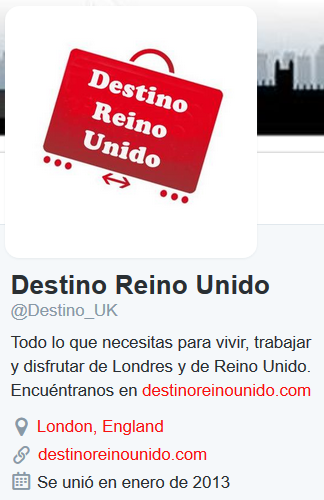 Destino
Reino
Unido
Destino Reino Unido
@Destino_UK
Todo lo que necesitas para vivir, trabajar
y disfrutar de Londres y de Reino Unido.
Encuéntranos en destinoreinounido.com
London, England
destinoreinounido.com
Se unió en enero de 2013